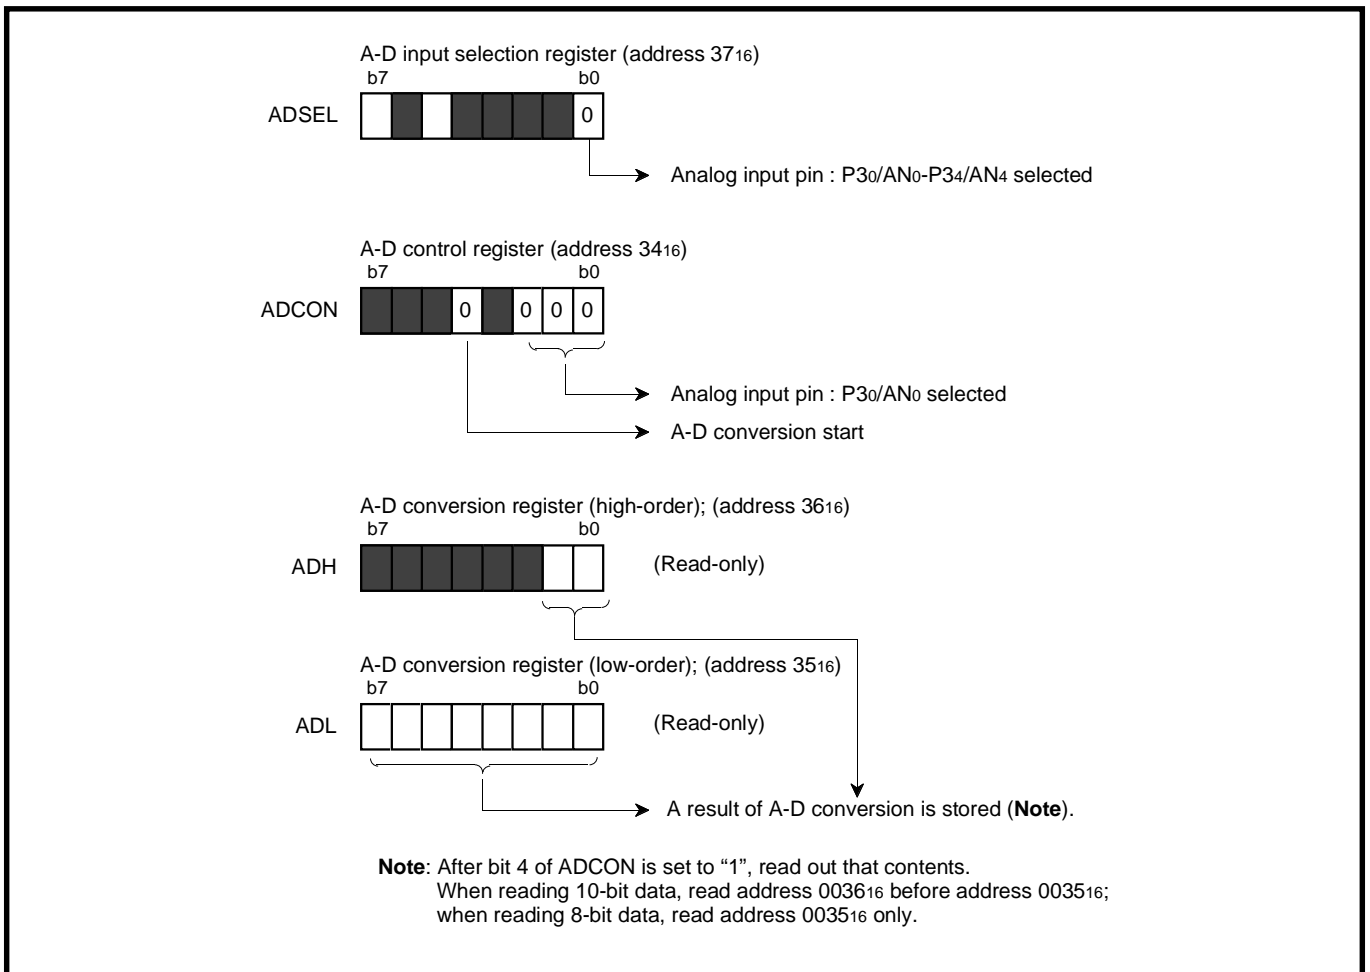 A-D input selection register (address 3716)
b7 b0
ADSEL 0
Analog input pin : P30/AN0-P34/AN4 selected
A-D control register (address 3416)
b7 b0
ADCON 0 0 0 0
Analog input pin : P30/AN0 selected
A-D conversion start
A-D conversion register (high-order); (address 3616)
b7 b0
ADH (Read-only)
A-D conversion register (low-order); (address 3516)
b7 b0
ADL (Read-only)
A result of A-D conversion is stored (Note).
Note: After bit 4 of ADCON is set to “1”, read out that contents.
When reading 10-bit data, read address 003616 before address 003516;
when reading 8-bit data, read address 003516 only.